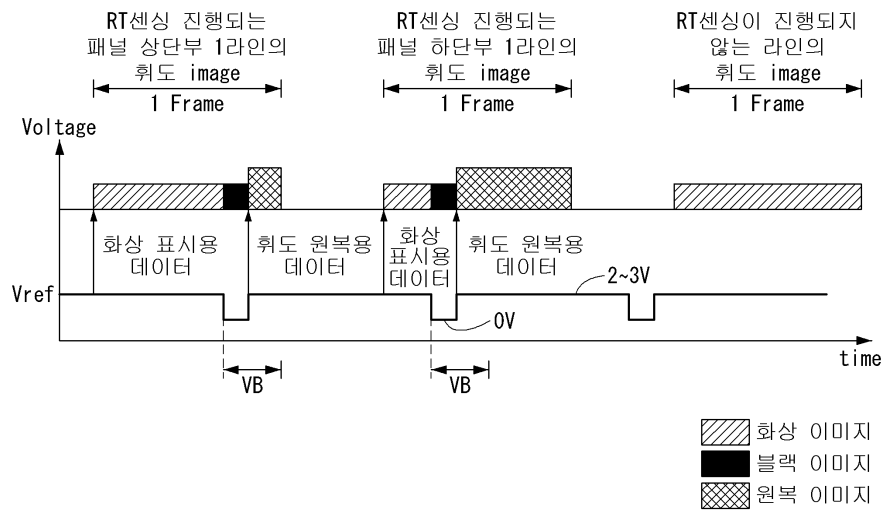 RT센싱 진행되는
패널 상단부 1라인의
휘도 image
1 Frame
RT센싱 진행되는
패널 하단부 1라인의
휘도 image
1 Frame
RT센싱이 진행되지
않는 라인의
휘도 image
1 Frame
Voltage
화상 표시용
데이터
휘도 원복용
데이터
화상
표시용
데이터
휘도 원복용
데이터
2~3V
Vref
0V
time
VB
VB
화상 이미지
블랙 이미지
원복 이미지